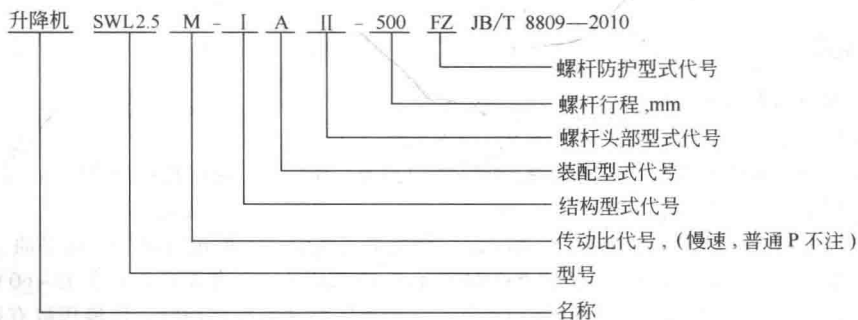 升降机 SWL2.5 M - I A II - 500 FZ JB/T 8809—2010
螺杆防护型式代号
螺杆行程,mm
螺杆头部型式代号
装配型式代号
结构型式代号
传动比代号,(慢速,普通P不注)
型号
名称